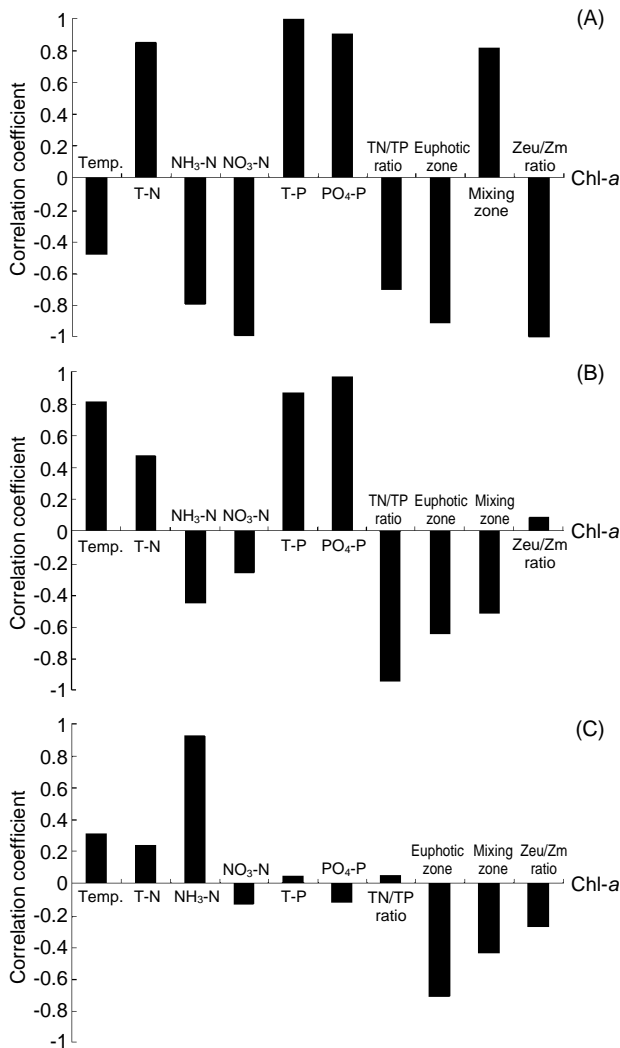 (A)
Correlation coefficient
1
0.8
0.6
0.4
0.2
0
-0.2
-0.4
-0.6
-0.8
-1
Temp.
T-N
NH₃-N
NO₃-N
T-P
PO₄-P
TN/TP
ratio
Euphotic
zone
Mixing
zone
Zeu/Zm
ratio
Chl-a
(B)
Correlation coefficient
1
0.8
0.6
0.4
0.2
0
-0.2
-0.4
-0.6
-0.8
-1
Temp.
T-N
NH₃-N
NO₃-N
T-P
PO₄-P
TN/TP
ratio
Euphotic
zone
Mixing
zone
Zeu/Zm
ratio
Chl-a
(C)
Correlation coefficient
1
0.8
0.6
0.4
0.2
0
-0.2
-0.4
-0.6
-0.8
-1
Temp.
T-N
NH₃-N
NO₃-N
T-P
PO₄-P
TN/TP
ratio
Euphotic
zone
Mixing
zone
Zeu/Zm
ratio
Chl-a